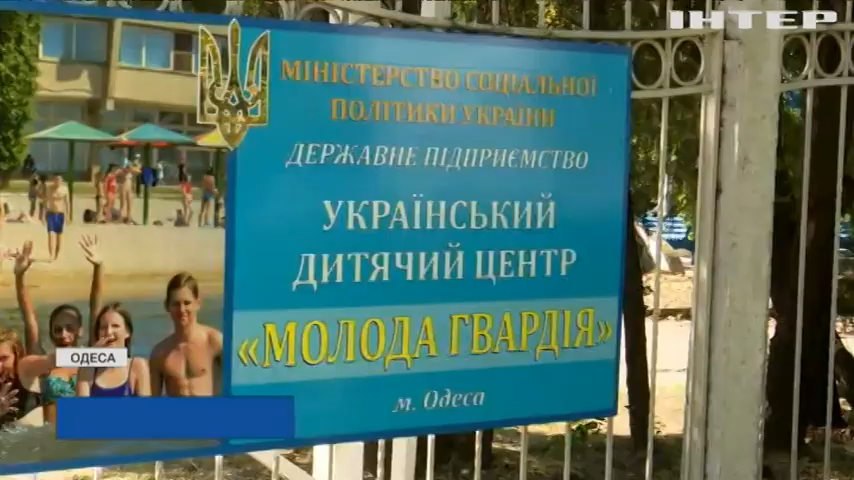 ІНТЕР
МІНІСТЕРСТВО СОЦІАЛЬНОЇ
ПОЛІТИКИ УКРАЇНИ
ДЕРЖАВНЕ ПІДПРИЄМСТВО
УКРАЇНСЬКИЙ
ДИТЯЧИЙ ЦЕНТР
«МОЛОДА ГВАРДІЯ»
м. Одеса
ОДЕСА